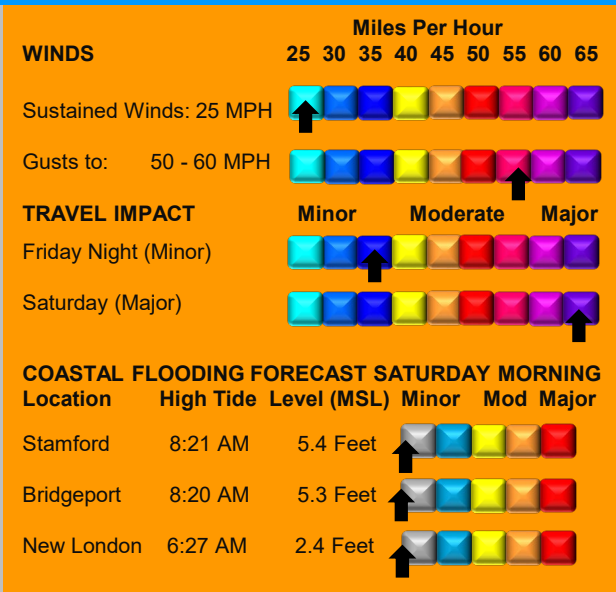 Miles Per Hour
WINDS 25 30 35 40 45 50 55 60 65
Sustained Winds: 25 MPH
Gusts to: 50 - 60 MPH
TRAVEL IMPACT Minor Moderate Major
Friday Night (Minor)
Saturday (Major)
COASTAL FLOODING FORECAST SATURDAY MORNING
Location High Tide Level (MSL) Minor Mod Major
Stamford 8:21 AM 5.4 Feet
Bridgeport 8:20 AM 5.3 Feet
New London 6:27 AM 2.4 Feet